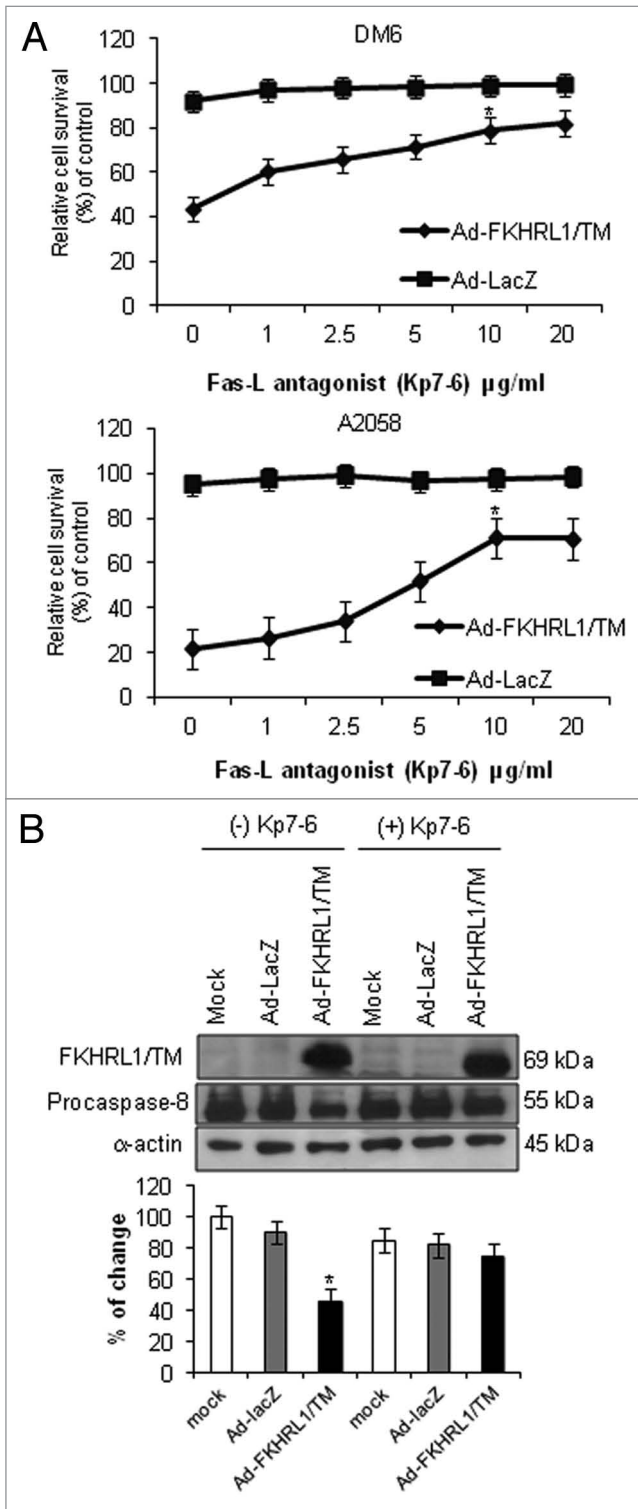 A
DM6
Relative cell survival
(%) of control
120
100
80
60
40
20
0
*
Ad-FKHRL1/TM
Ad-LacZ
0 1 2.5 5 10 20
Fas-L antagonist (Kp7-6) µg/ml
A2058
Relative cell survival
(%) of control
120
100
80
60
40
20
0
*
Ad-FKHRL1/TM
Ad-LacZ
0 1 2.5 5 10 20
Fas-L antagonist (Kp7-6) µg/ml
B
(-) Kp7-6 (+) Kp7-6
Mock Ad-LacZ Ad-FKHRL1/TM Mock Ad-LacZ Ad-FKHRL1/TM
FKHRL1/TM 69 kDa
Procaspase-8 55 kDa
α-actin 45 kDa
% of change
120
100
80
60
40
20
0
*
mock Ad-lacZ Ad-FKHRL1/TM mock Ad-lacZ Ad-FKHRL1/TM